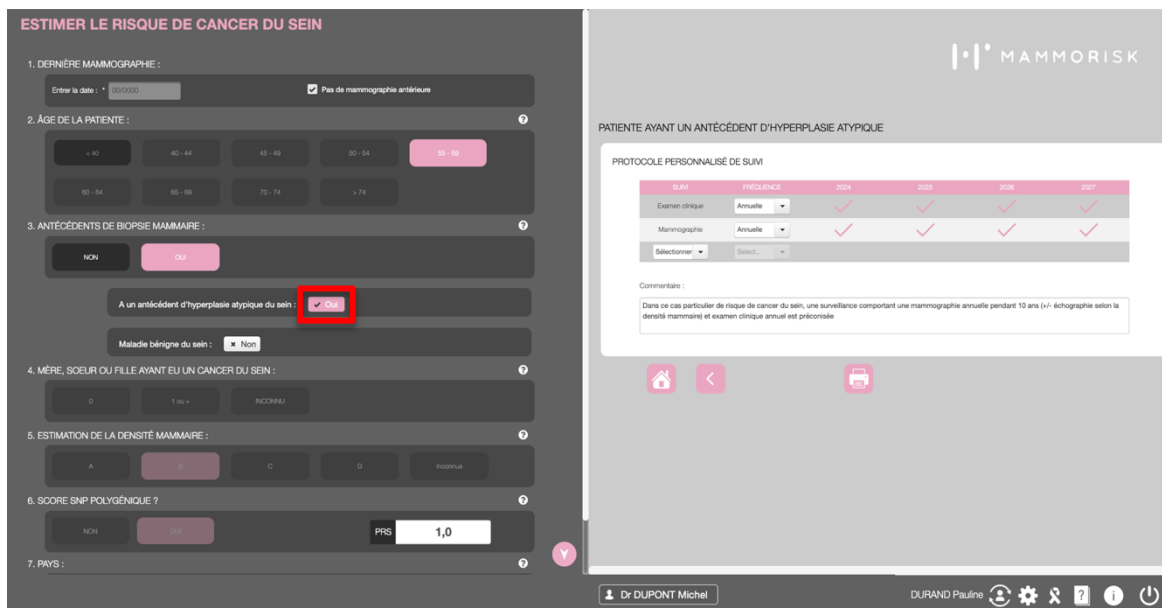 ESTIMER LE RISQUE DE CANCER DU SEIN
1. DERNIÈRE MAMMOGRAPHIE :
Entrer la date : * 00/0000
Pas de mammographie antérieure
2. ÂGE DE LA PATIENTE :
< 40 40 - 44 45 - 49 50 - 54 55 - 59
60 - 64 65 - 69 70 - 74 > 74
3. ANTÉCÉDENTS DE BIOPSIE MAMMAIRE :
NON OUI
A un antécédent d'hyperplasie atypique du sein : Oui
Maladie bénigne du sein : Non
4. MÈRE, SOEUR OU FILLE AYANT EU UN CANCER DU SEIN :
0 1 ou + INCONNU
5. ESTIMATION DE LA DENSITÉ MAMMAIRE :
A B C D Inconnue
6. SCORE SNP POLYGÉNIQUE ?
NON OUI PRS 1,0
7. PAYS :
MAMMORISK
PATIENTE AYANT UN ANTÉCÉDENT D'HYPERPLASIE ATYPIQUE
PROTOCOLE PERSONNALISÉ DE SUIVI
SUIVI FRÉQUENCE 2024 2025 2026 2027
Examen clinique Annuelle
Mammographie Annuelle
Sélectionner Select...
Commentaire :
Dans ce cas particulier de risque de cancer du sein, une surveillance comportant une mammographie annuelle pendant 10 ans (+/- échographie selon la
densité mammaire) et examen clinique annuel est préconisée
Dr DUPONT Michel
DURAND Pauline